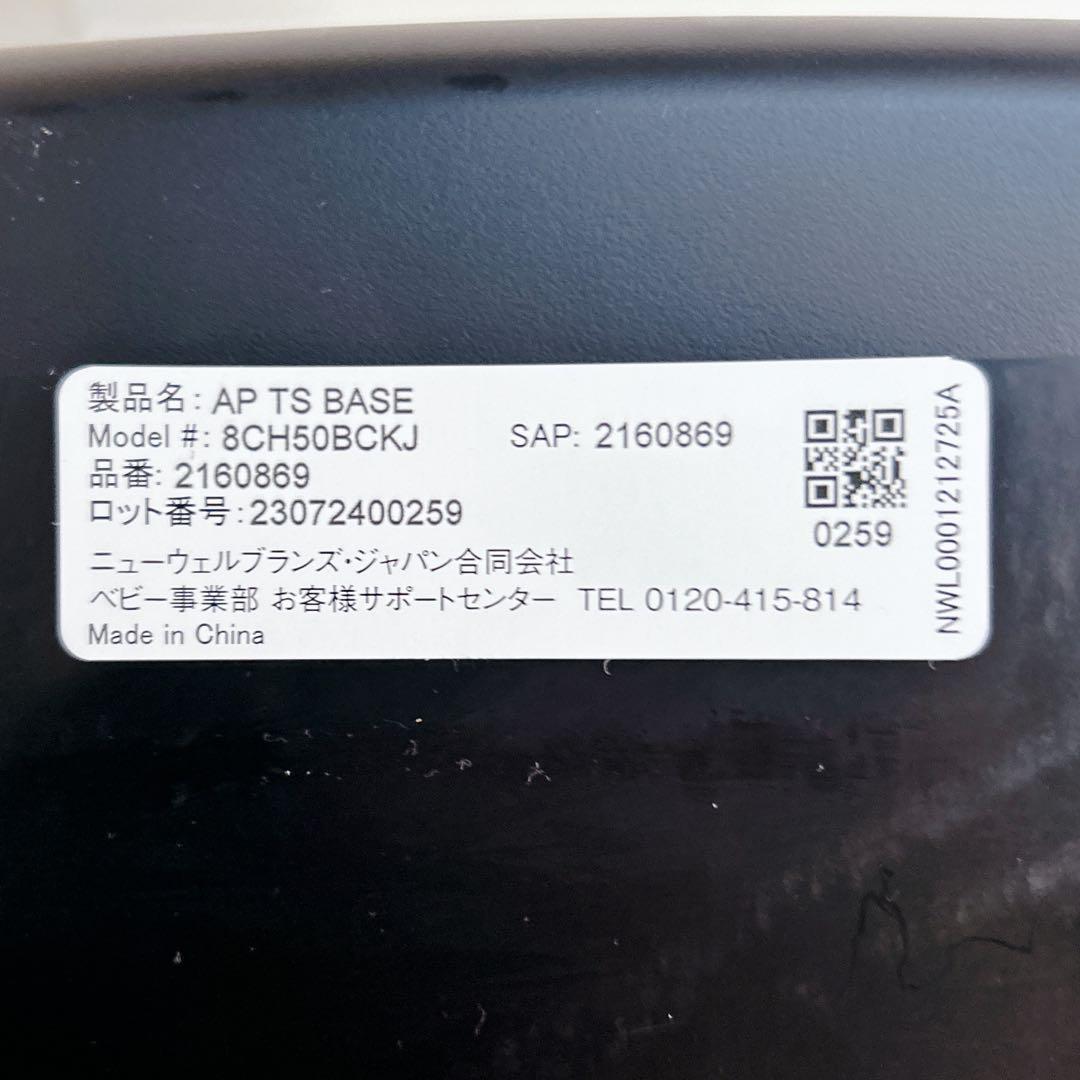 製品名: AP TS BASE
Model #: 8CH50BCKJ
SAP: 2160869
品番: 2160869
ロット番号:23072400259
ニューウェルブランズ・ジャパン合同会社
ベビー事業部 お客様サポートセンター TEL 0120-415-814
Made in China
0259
NWL0001212725A